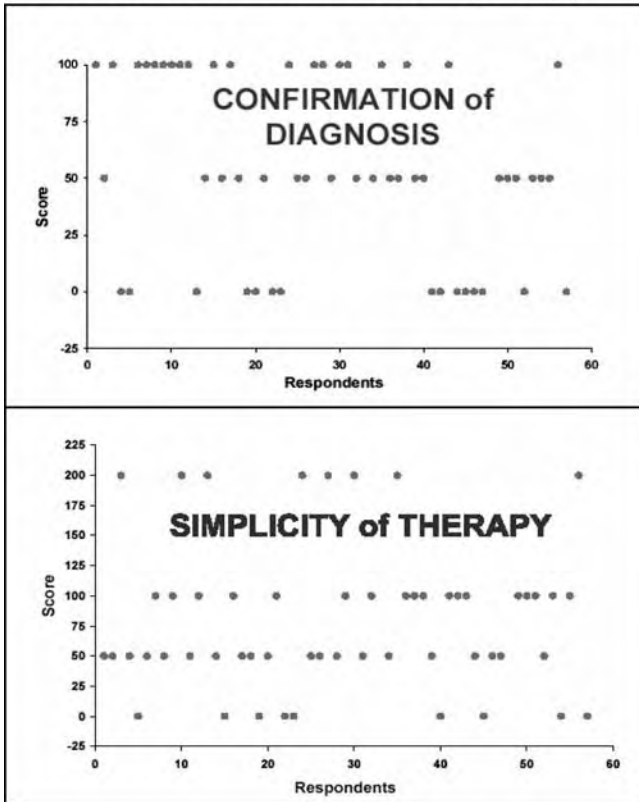 100
75
50
25
0
-25
Score
CONFIRMATION of
DIAGNOSIS
0 10 20 30 40 50 60
Respondents
225
200
175
150
125
100
75
50
25
0
-25
Score
SIMPLICITY of THERAPY
0 10 20 30 40 50 60
Respondents